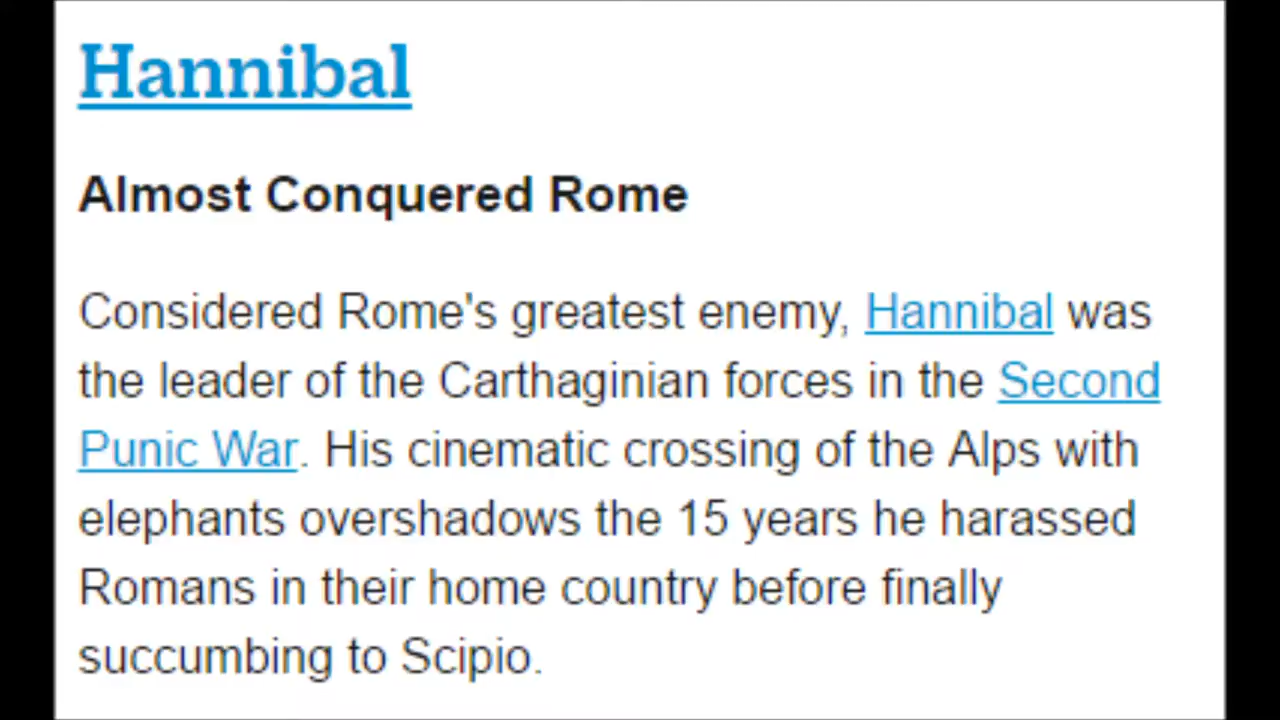 Hannibal
Almost Conquered Rome
Considered Rome's greatest enemy, Hannibal was
the leader of the Carthaginian forces in the Second
Punic War. His cinematic crossing of the Alps with
elephants overshadows the 15 years he harassed
Romans in their home country before finally
succumbing to Scipio.